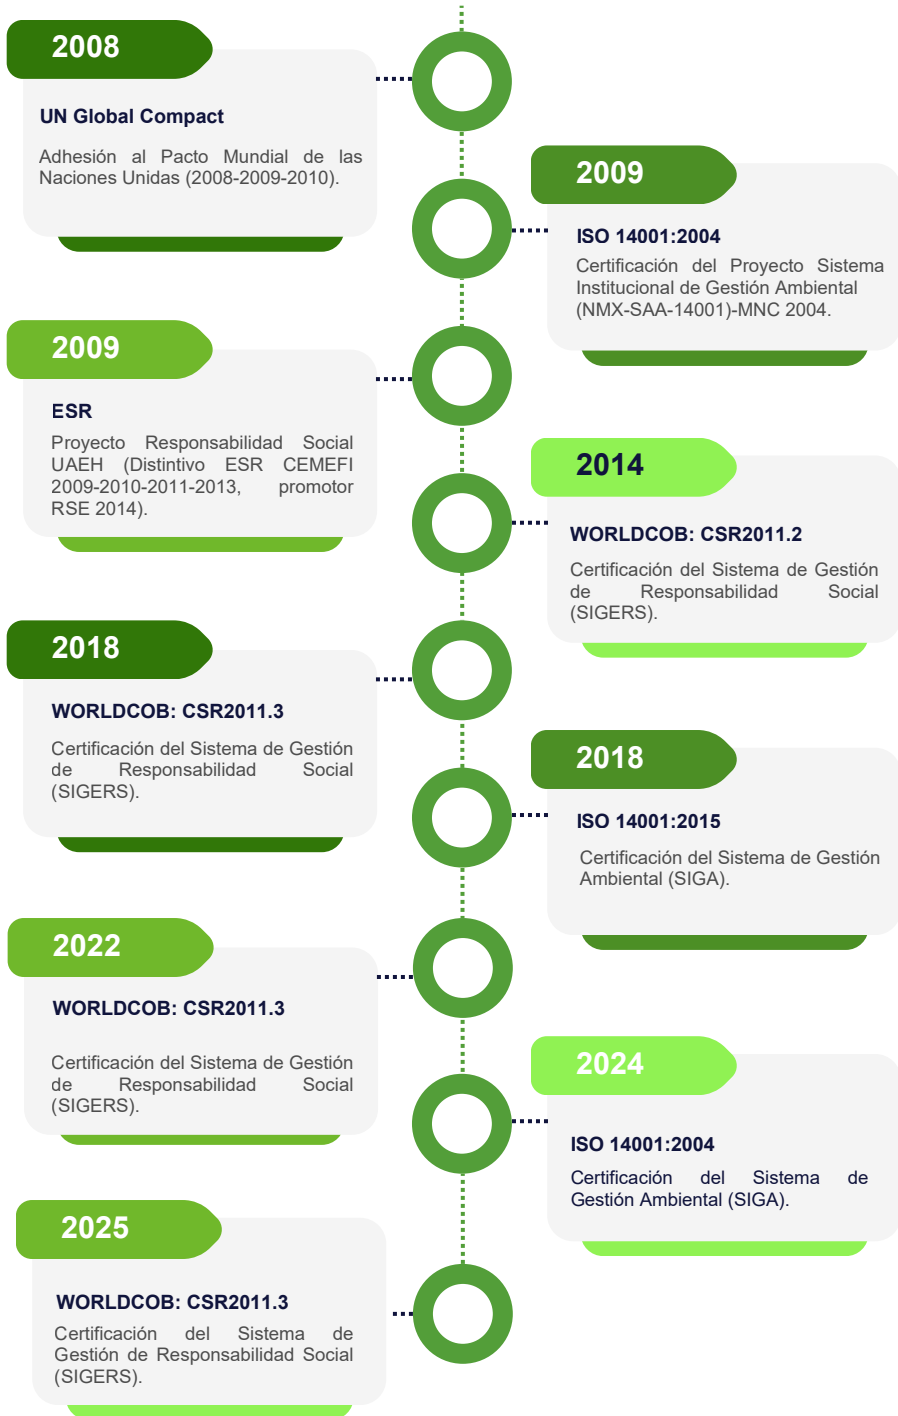 2008
UN Global Compact
Adhesión al Pacto Mundial de las
Naciones Unidas (2008-2009-2010).
2009
ISO 14001:2004
Certificación del Proyecto Sistema
Institucional de Gestión Ambiental
(NMX-SAA-14001)-MNC 2004.
2009
ESR
Proyecto Responsabilidad Social
UAEH (Distintivo ESR CEMEFI
2009-2010-2011-2013, promotor
RSE 2014).
2014
WORLDCOB: CSR2011.2
Certificación del Sistema de Gestión
de Responsabilidad Social
(SIGERS).
2018
WORLDCOB: CSR2011.3
Certificación del Sistema de Gestión
de Responsabilidad Social
(SIGERS).
2018
ISO 14001:2015
Certificación del Sistema de Gestión
Ambiental (SIGA).
2022
WORLDCOB: CSR2011.3
Certificación del Sistema de Gestión
de Responsabilidad Social
(SIGERS).
2024
ISO 14001:2004
Certificación del Sistema de
Gestión Ambiental (SIGA).
2025
WORLDCOB: CSR2011.3
Certificación del Sistema de
Gestión de Responsabilidad Social
(SIGERS).